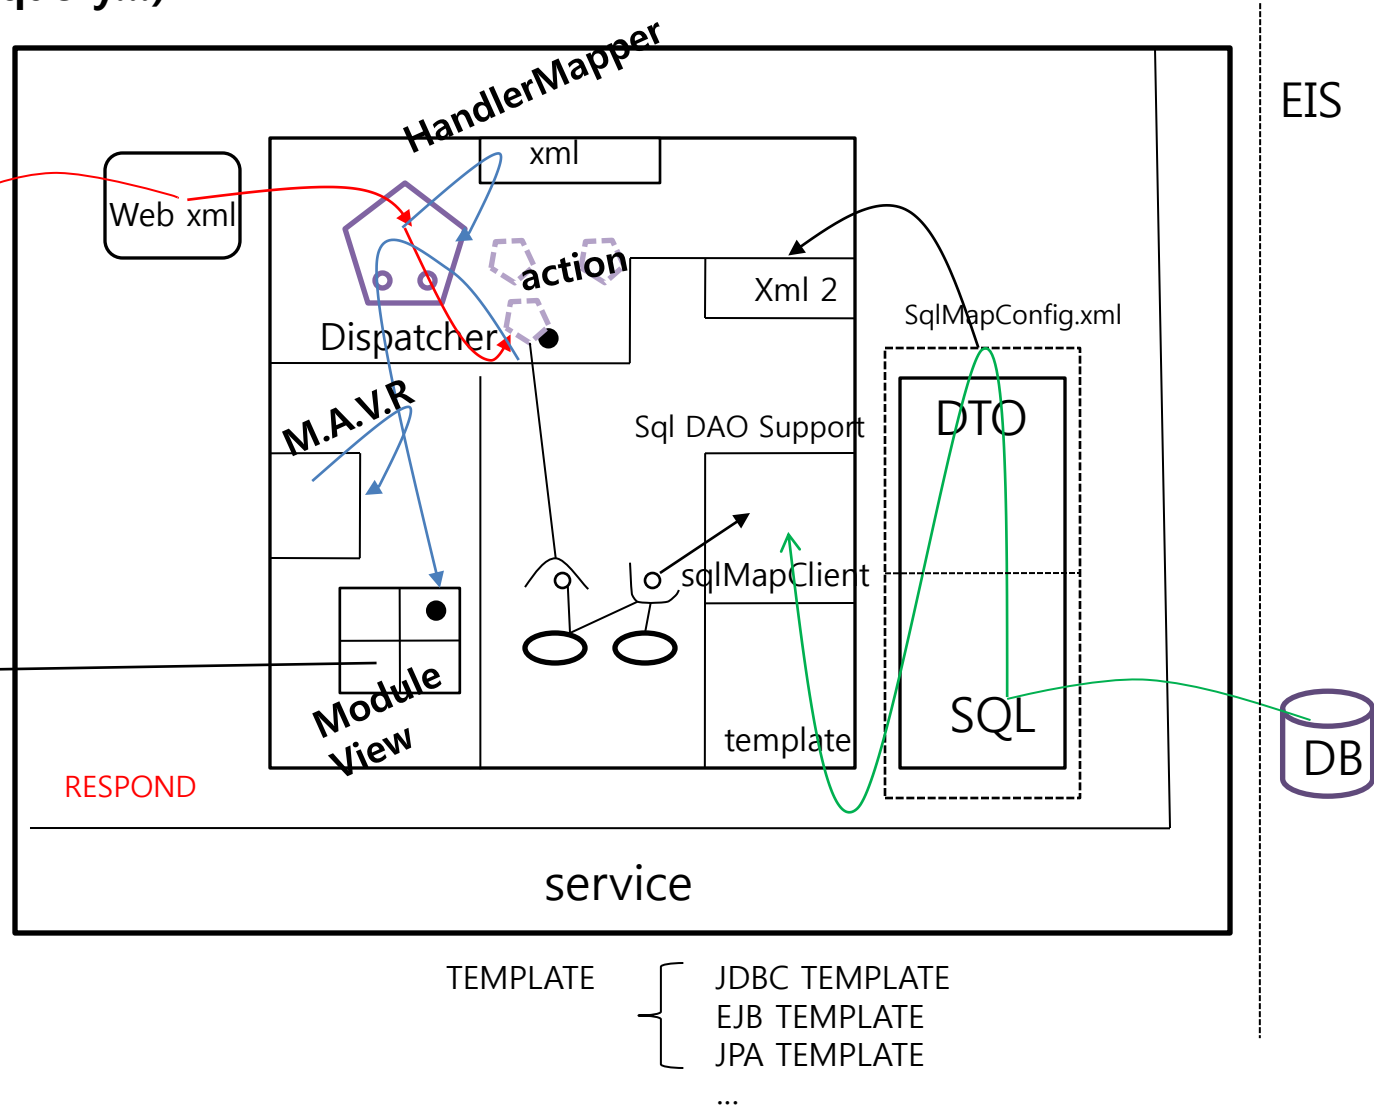 HandlerMapper
EIS
xml
Web xml
action
Xml 2
SqlMapConfig.xml
Dispatcher
M.A.V.R
DTO
Sql DAO Support
sqlMapClient
Module
View
SQL
template
DB
RESPOND
service
TEMPLATE
JDBC TEMPLATE
EJB TEMPLATE
JPA TEMPLATE
...